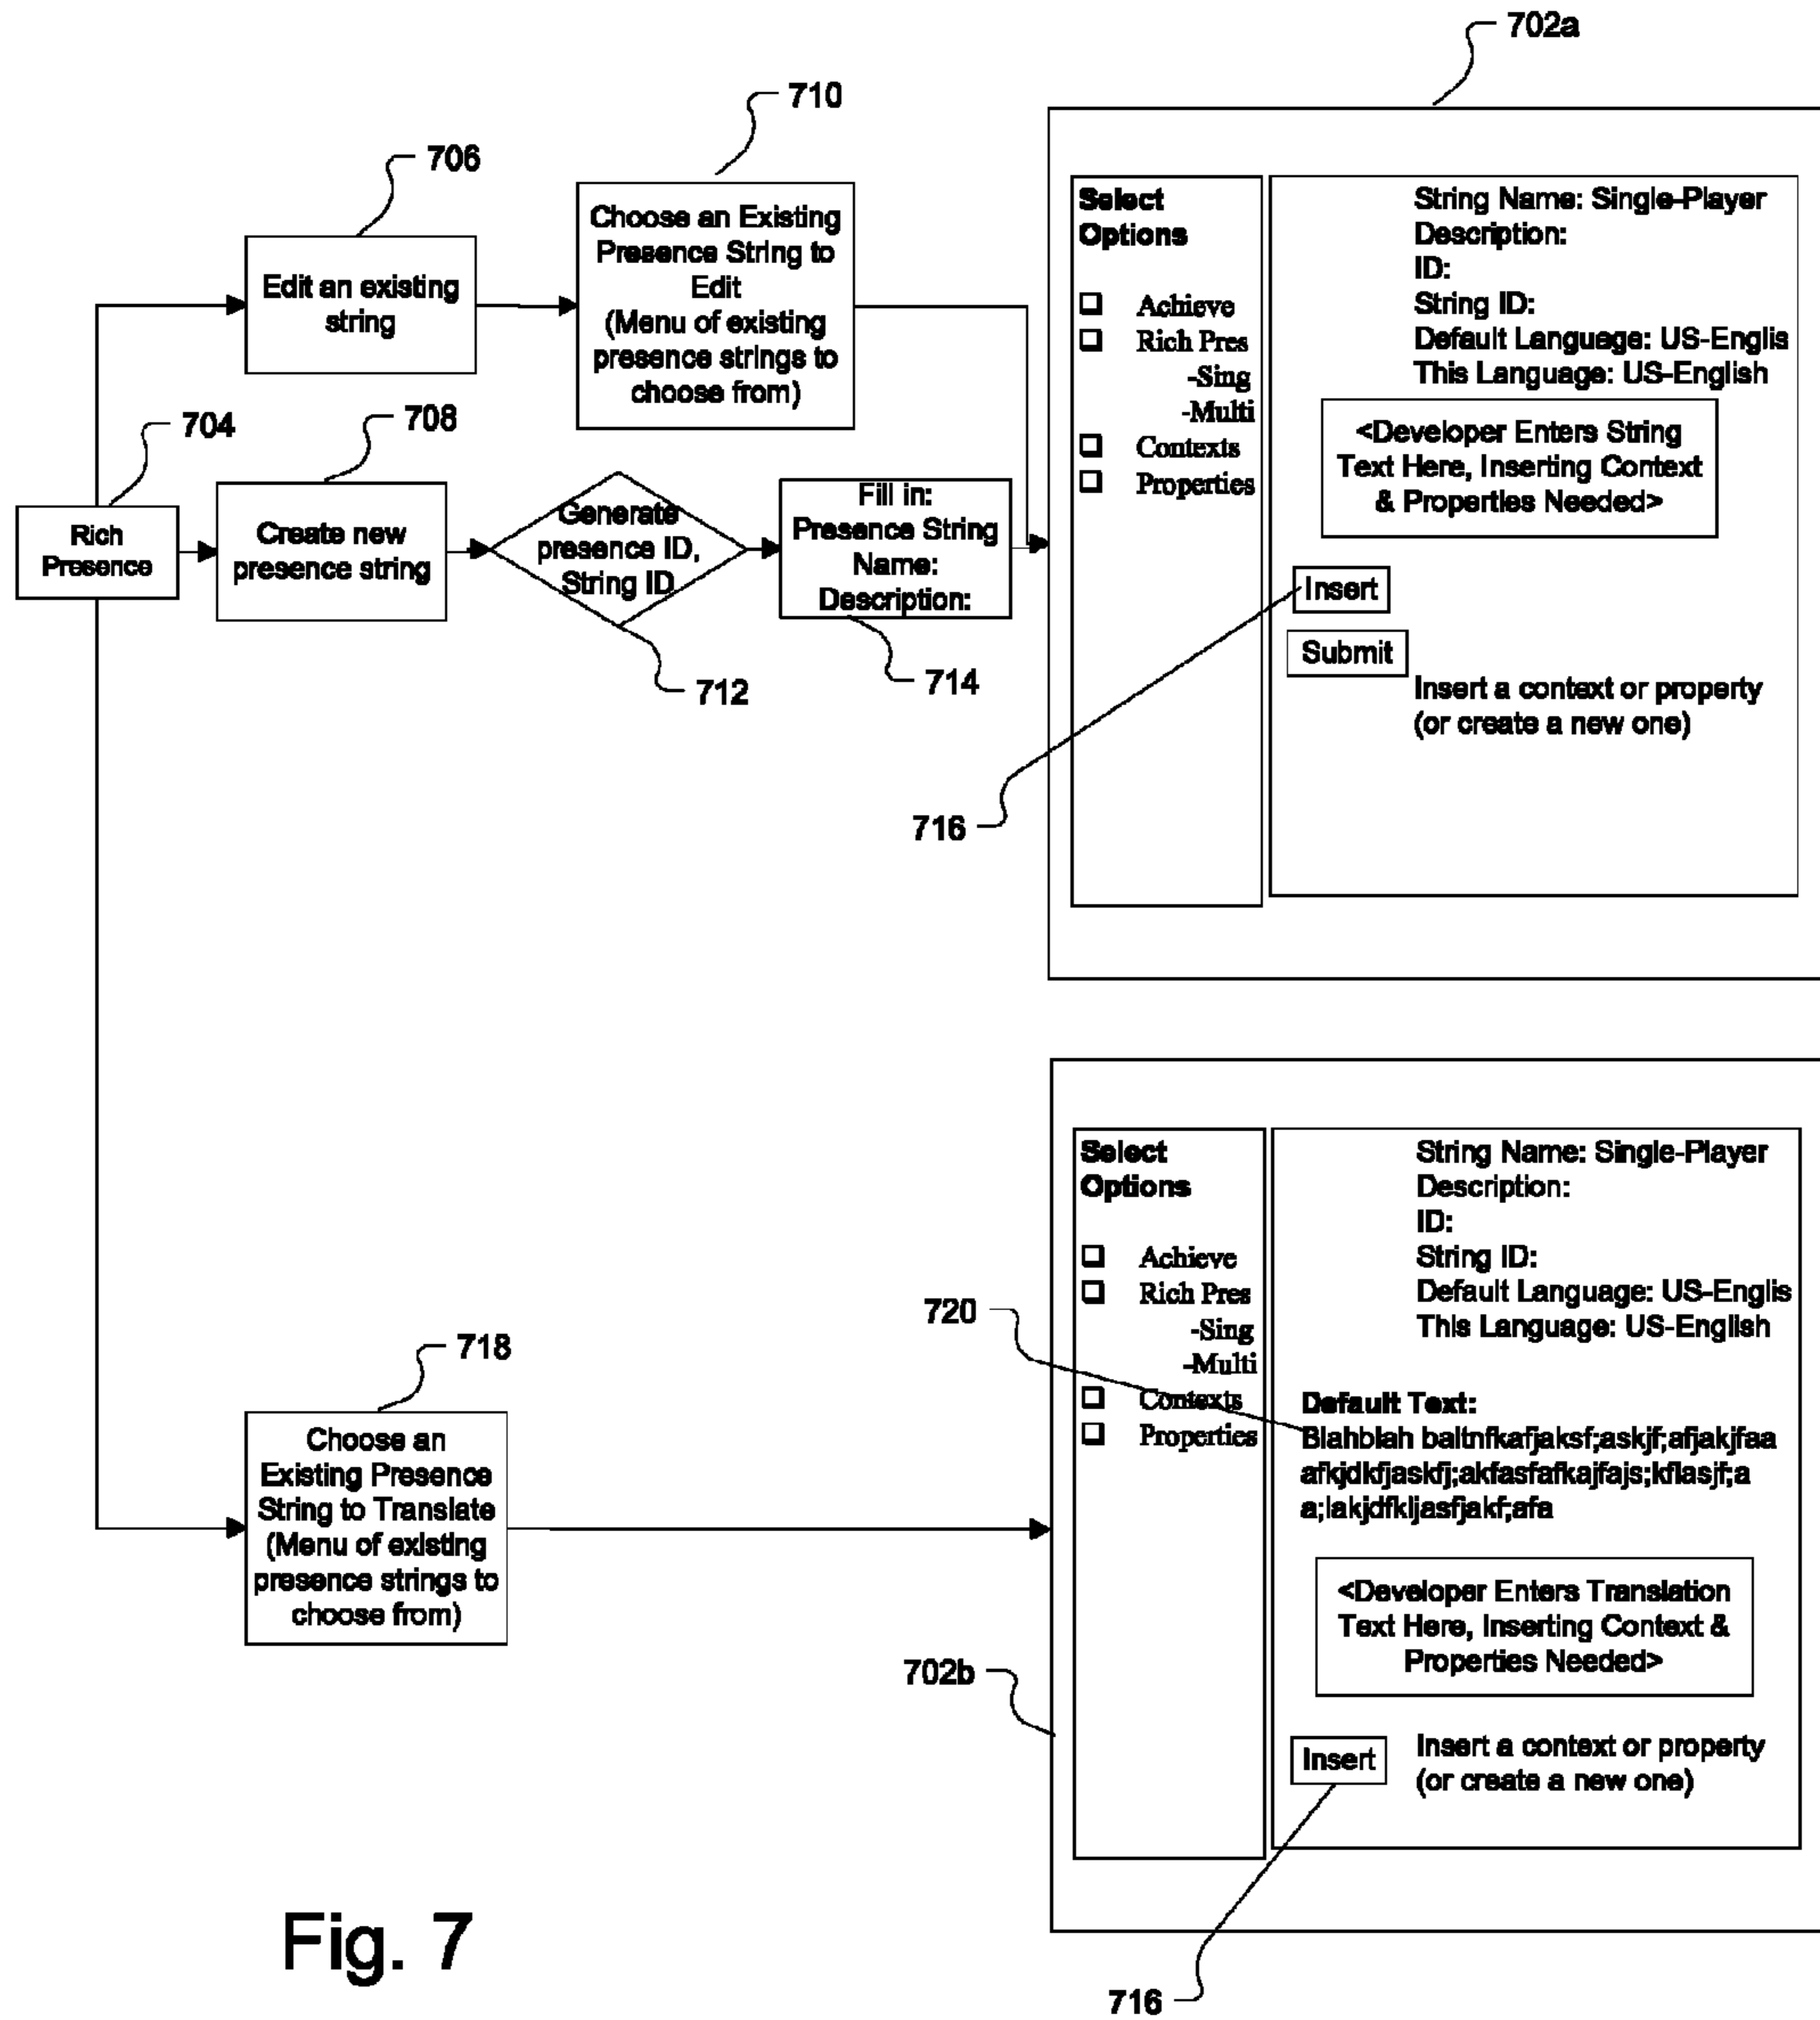 702a
710
706
Choose an Existing
Presence String to
Edit
(Menu of existing
presence strings to
choose from)
Edit an existing
string
704
708
Rich
Presence
Create new
presence string
Generate
presence ID,
String ID
Fill in:
Presence String
Name:
Description:
712
714
Select
Options
Achieve
Rich Pres
-Sing
-Multi
Contexts
Properties
String Name: Single-Player
Description:
ID:
String ID:
Default Language: US-Englis
This Language: US-English
<Developer Enters String
Text Here, Inserting Context
& Properties Needed>
Insert
Submit
Insert a context or property
(or create a new one)
716
718
Choose an
Existing Presence
String to Translate
(Menu of existing
presence strings to
choose from)
720
702b
Select
Options
Achieve
Rich Pres
-Sing
-Multi
Contexts
Properties
String Name: Single-Player
Description:
ID:
String ID:
Default Language: US-Englis
This Language: US-English
Default Text:
Blahblah baltnfkafjaksf;askjf;afjakjfaa
afkjdkfjaskfj;akfasfafkajfajs;kflasjf;a
a;lakjdfkljasfjakf;afa
<Developer Enters Translation
Text Here, Inserting Context &
Properties Needed>
Insert
Insert a context or property
(or create a new one)
716
Fig. 7